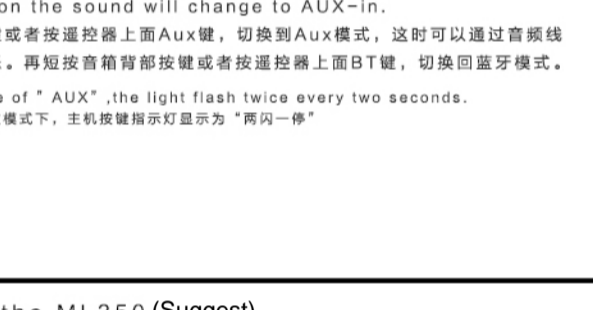 on the sound will change to AUX-in.
或者按遥控器上面Aux键，切换到Aux模式，这时可以通过音频线
。再短按音箱背部按键或者按遥控器上面BT键，切换回蓝牙模式。
of "AUX",the light flash twice every two seconds.
模式下，主机按键指示灯显示为“两闪一停”
(Suggest)